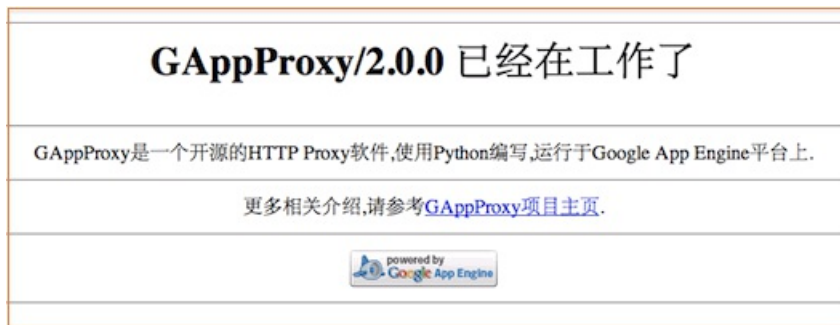 GAppProxy/2.0.0 已经在工作了
GAppProxy是一个开源的HTTP Proxy软件,使用Python编写,运行于Google App Engine平台上.
更多相关介绍,请参考GAppProxy项目主页.
powered by
Google App Engine